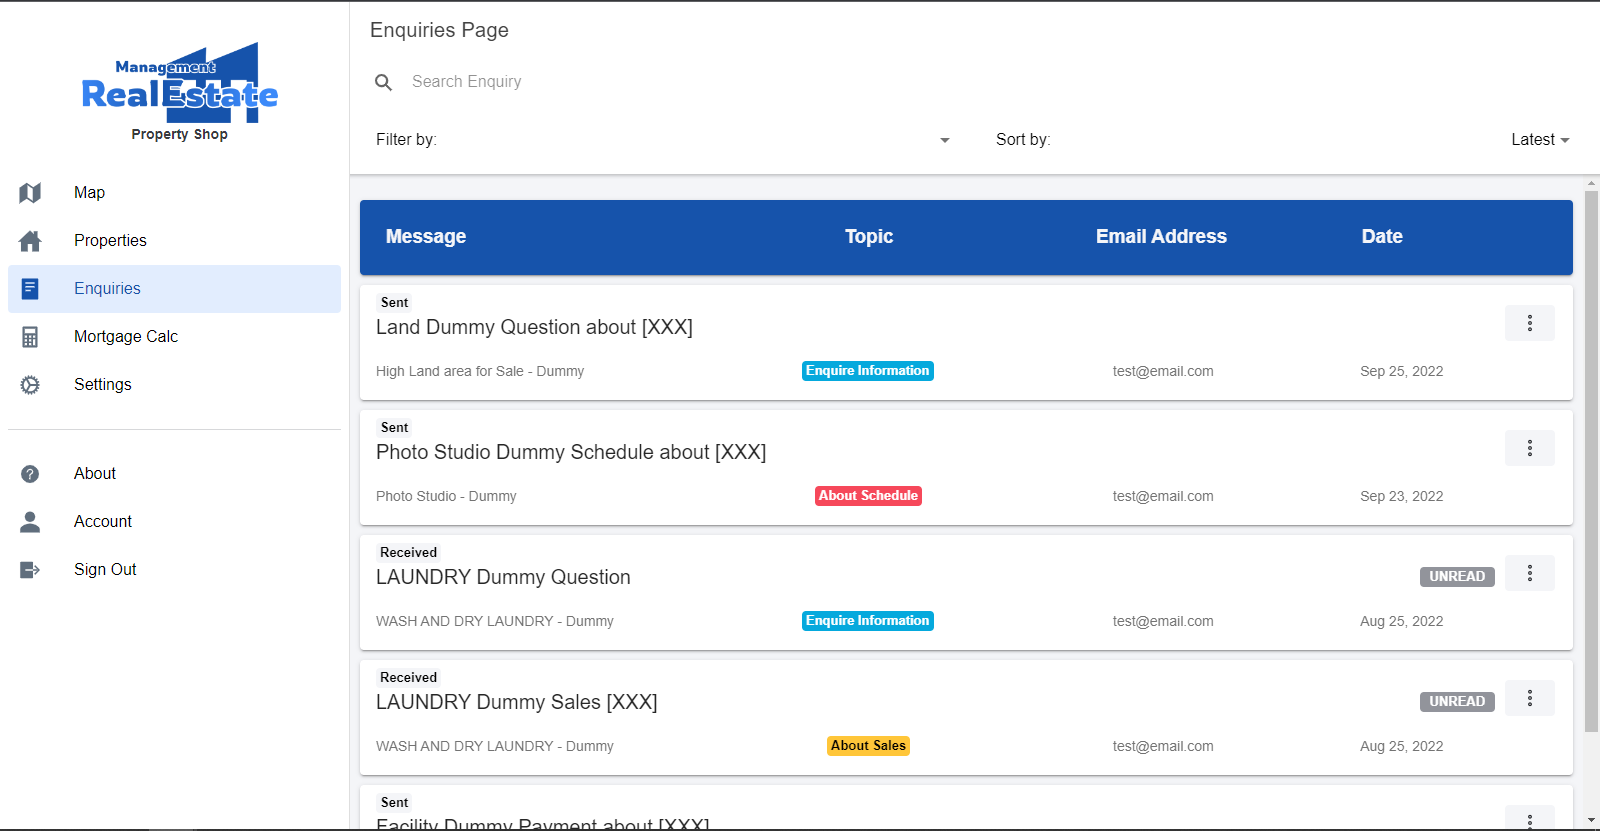 Management
RealEstate
Property Shop
Map
Properties
Enquiries
Mortgage Calc
Settings
About
Account
Sign Out
Enquiries Page
Search Enquiry
Filter by:
Sort by: Latest
Message Topic Email Address Date
Sent
Land Dummy Question about [XXX]
High Land area for Sale - Dummy Enquire Information test@email.com Sep 25, 2022
Sent
Photo Studio Dummy Schedule about [XXX]
Photo Studio - Dummy About Schedule test@email.com Sep 23, 2022
Received
LAUNDRY Dummy Question UNREAD
WASH AND DRY LAUNDRY - Dummy Enquire Information test@email.com Aug 25, 2022
Received
LAUNDRY Dummy Sales [XXX] UNREAD
WASH AND DRY LAUNDRY - Dummy About Sales test@email.com Aug 25, 2022
Sent
Facility Dummy Payment about [XXX]